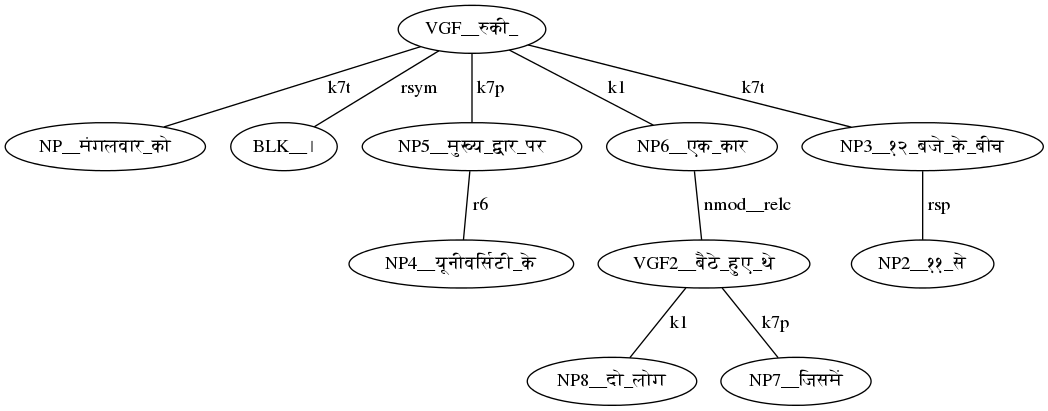 VGF__रुकी_
k7t
rsym
k7p
k1
k7t
NP__मंगलवार_को
BLK__।
NP5__मुख्य_द्वार_पर
NP6__एक_कार
NP3__१२_बजे_के_बीच
r6
nmod__relc
rsp
NP4__यूनीवर्सिटी_के
VGF2__बैठे_हुए_थे
NP2__११_से
k1
k7p
NP8__दो_लोग
NP7__जिसमें